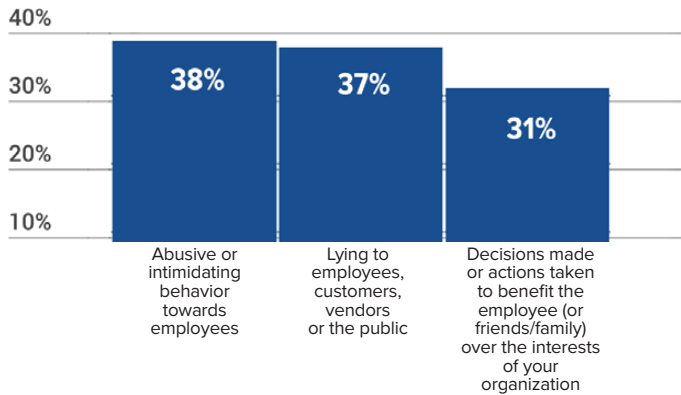 40%
38%
37%
30%
31%
20%
10%
Abusive or
intimidating
behavior
towards
employees
Lying to
employees,
customers,
vendors
or the public
Decisions made
or actions taken
to benefit the
employee (or
friends/family)
over the interests
of your
organization